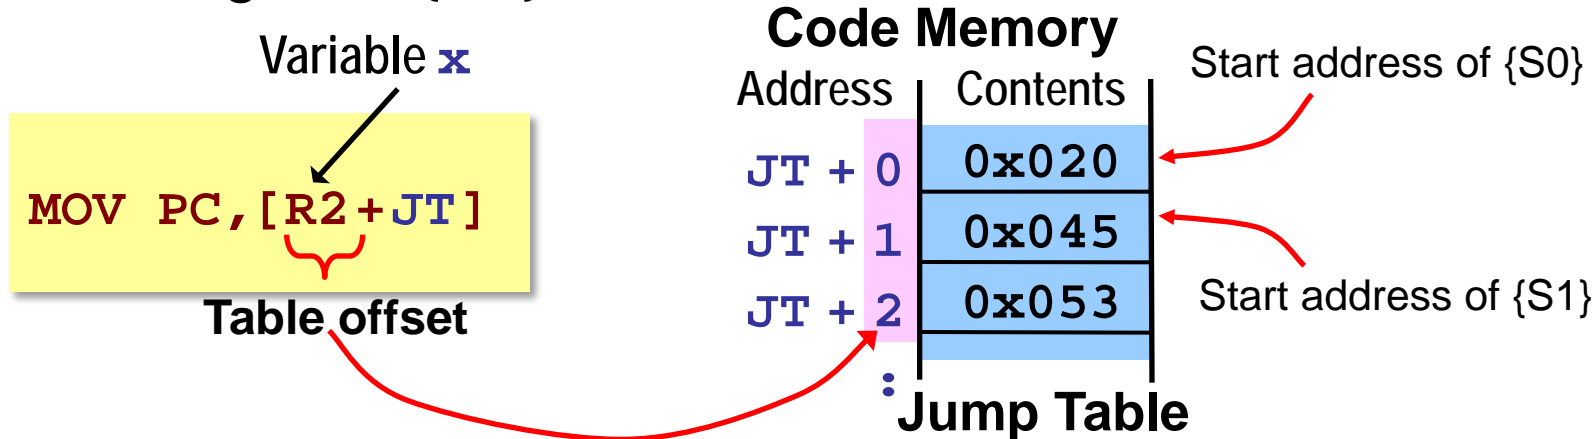 Variable x
MOV PC,[R2+JT]
Table offset
Code Memory
Address Contents
JT + 0 0x020
JT + 1 0x045
JT + 2 0x053
:
Jump Table
Start address of {S0}
Start address of {S1}